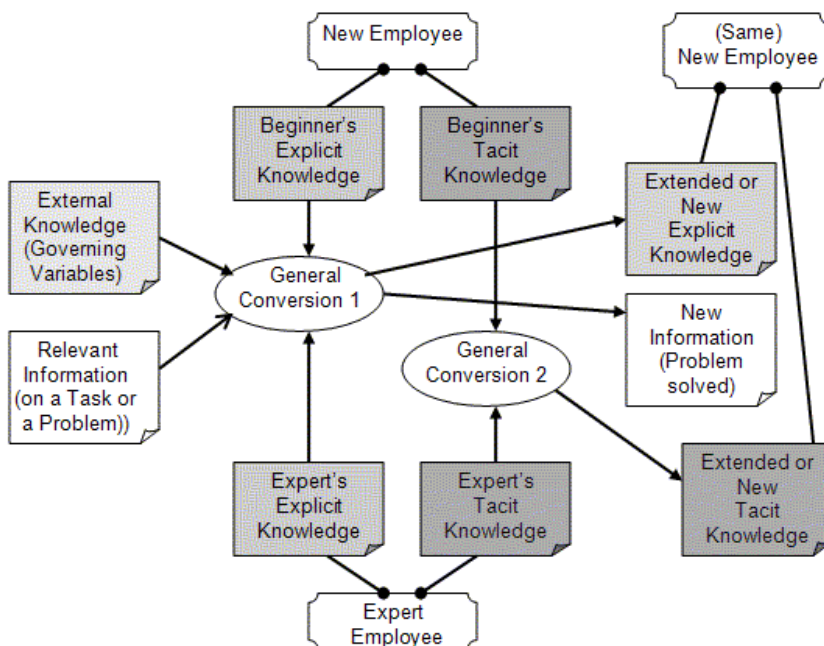 New Employee
(Same)
New Employee
Beginner's
Explicit
Knowledge
Beginner's
Tacit
Knowledge
External
Knowledge
(Governing
Variables)
Extended or
New
Explicit
Knowledge
General
Conversion 1
New
Information
(Problem
solved)
Relevant
Information
(on a Task or
a Problem))
General
Conversion 2
Expert's
Explicit
Knowledge
Expert's
Tacit
Knowledge
Extended or
New
Tacit
Knowledge
Expert
Employee